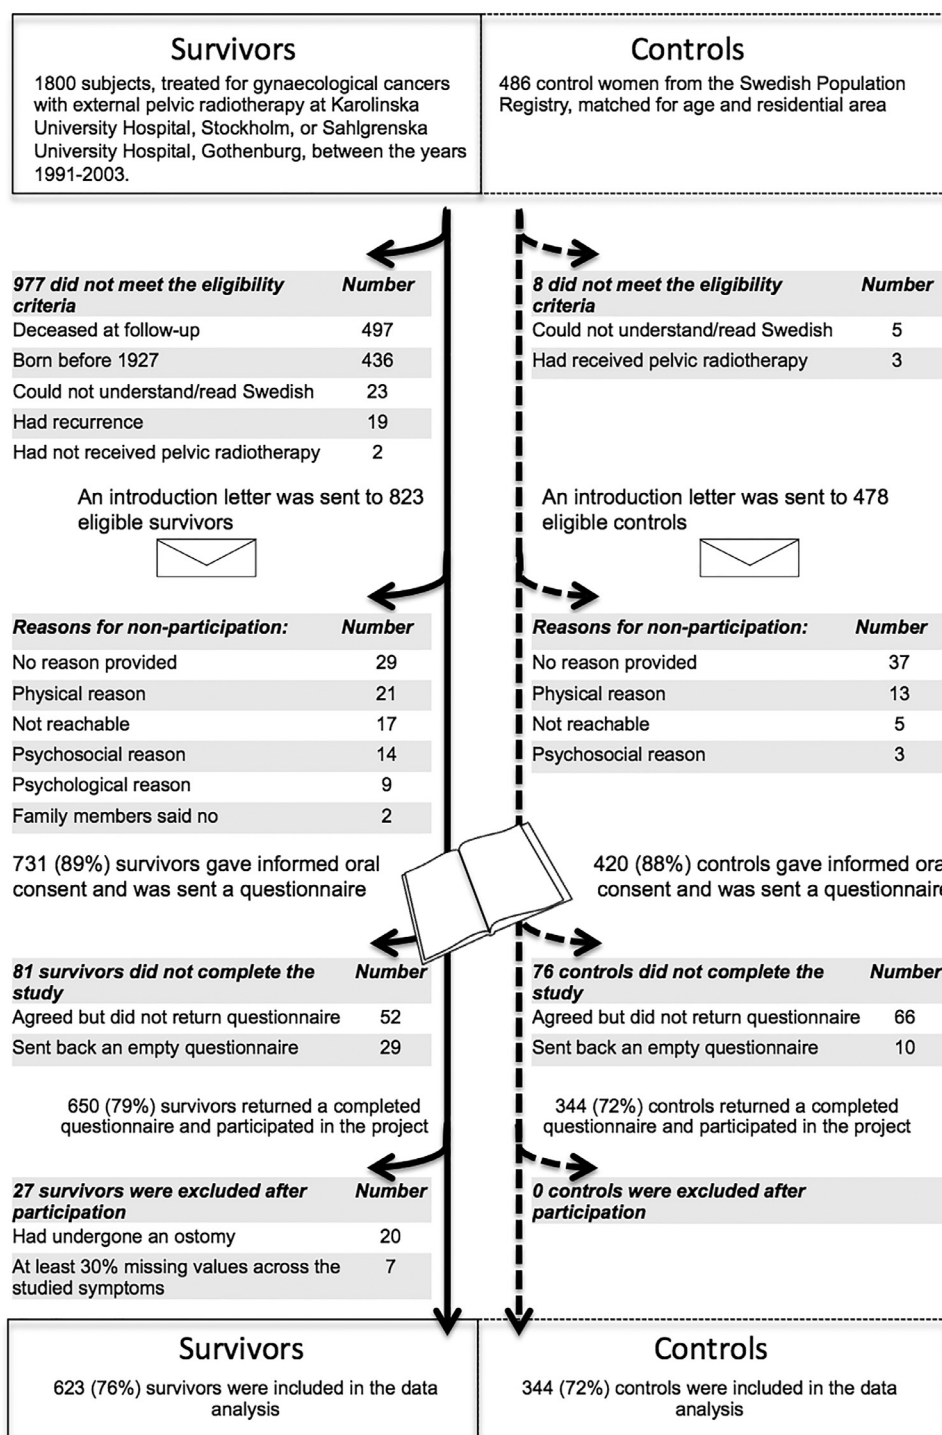 Survivors
1800 subjects, treated for gynaecological cancers
with external pelvic radiotherapy at Karolinska
University Hospital, Stockholm, or Sahlgrenska
University Hospital, Gothenburg, between the years
1991-2003.
Controls
486 control women from the Swedish Population
Registry, matched for age and residential area
977 did not meet the eligibility Number
criteria
Deceased at follow-up 497
Born before 1927 436
Could not understand/read Swedish 23
Had recurrence 19
Had not received pelvic radiotherapy 2
8 did not meet the eligibility Number
criteria
Could not understand/read Swedish 5
Had received pelvic radiotherapy 3
An introduction letter was sent to 823
eligible survivors
An introduction letter was sent to 478
eligible controls
Reasons for non-participation: Number
No reason provided 29
Physical reason 21
Not reachable 17
Psychosocial reason 14
Psychological reason 9
Family members said no 2
Reasons for non-participation: Number
No reason provided 37
Physical reason 13
Not reachable 5
Psychosocial reason 3
731 (89%) survivors gave informed oral
consent and was sent a questionnaire
420 (88%) controls gave informed ora
consent and was sent a questionnaire
81 survivors did not complete the Number
study
Agreed but did not return questionnaire 52
Sent back an empty questionnaire 29
76 controls did not complete the Number
study
Agreed but did not return questionnaire 66
Sent back an empty questionnaire 10
650 (79%) survivors returned a completed
questionnaire and participated in the project
344 (72%) controls returned a completed
questionnaire and participated in the project
27 survivors were excluded after Number
participation
Had undergone an ostomy 20
At least 30% missing values across the 7
studied symptoms
0 controls were excluded after
participation
Survivors
623 (76%) survivors were included in the data
analysis
Controls
344 (72%) controls were included in the data
analysis